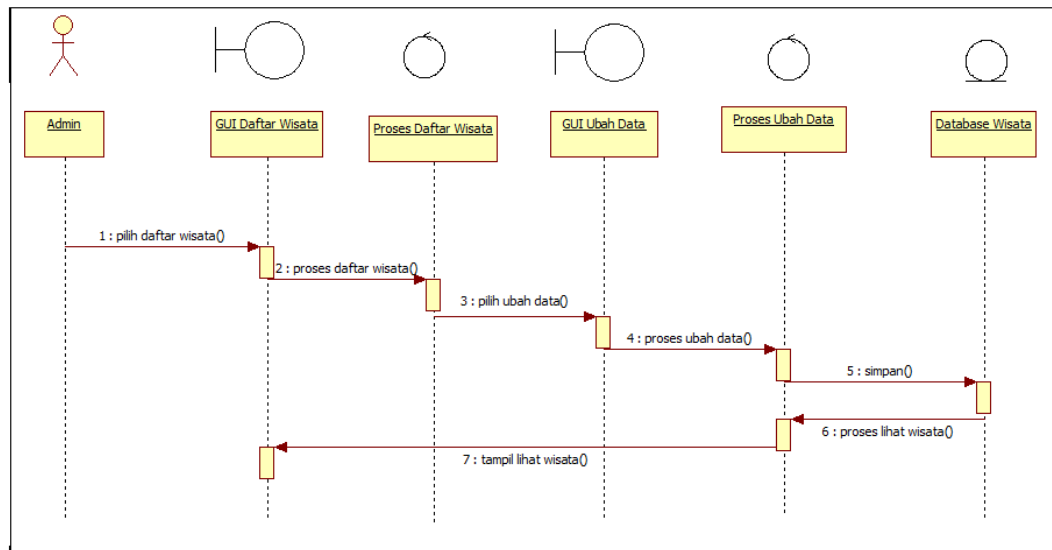 Admin
GUI Daftar Wisata
Proses Daftar Wisata
GUI Ubah Data
Proses Ubah Data
Database Wisata
1 : pilih daftar wisata()
2 : proses daftar wisata()
3 : pilih ubah data()
4 : proses ubah data()
5 : simpan()
6 : proses lihat wisata()
7 : tampil lihat wisata()